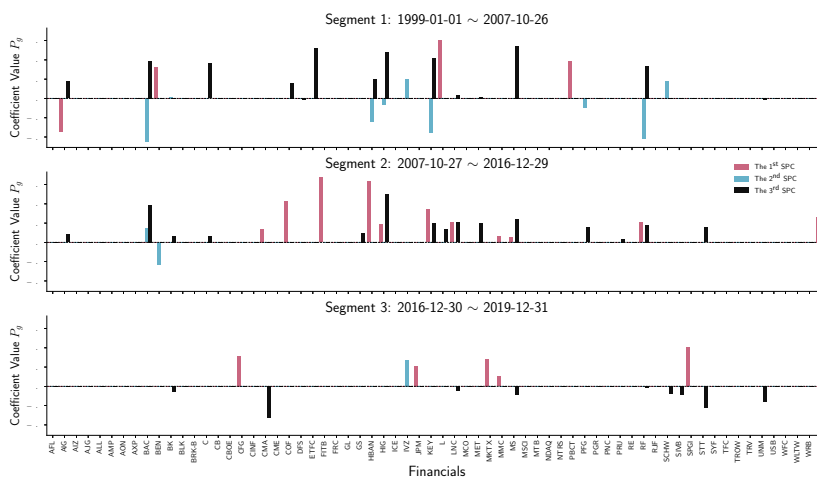 Segment 1: 1999-01-01 ∼ 2007-10-26
Coefficient Value P_g
Segment 2: 2007-10-27 ∼ 2016-12-29
Coefficient Value P_g
The 1st SPC
The 2nd SPC
The 3rd SPC
Segment 3: 2016-12-30 ∼ 2019-12-31
Coefficient Value P_g
AFL AIG AIZ AJG ALL AMP AON AXP BAC BEN BK BLK BRK-B C CB CBOE CFG CINF CMA CME COF DFS ETFC FITB FRC GL GS HBAN HIG ICE IVZ JPM KEY L LNC MCO MET MKTX MMC MS MSCI MTB NDAQ NTRS PBCT PFG PGR PNC PRU RE RF RJF SCHW SIVB SPGI STT SYF TFC TROW TRV UNM USB WFC WLTW WRB
Financials